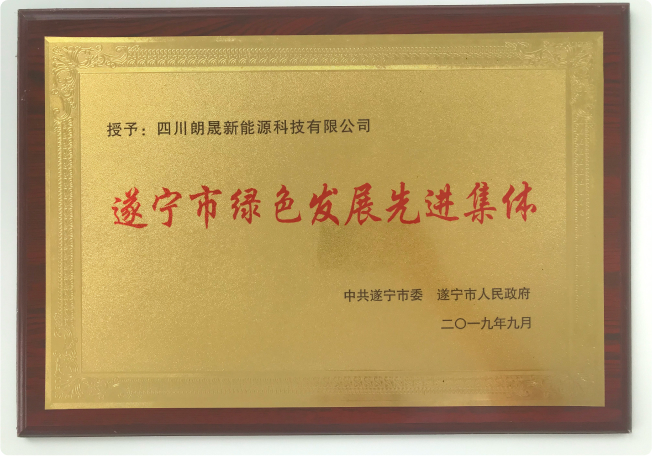 授予：四川朗晟新能源科技有限公司
遂宁市绿色发展先进集体
中共遂宁市委　遂宁市人民政府
二〇一九年九月